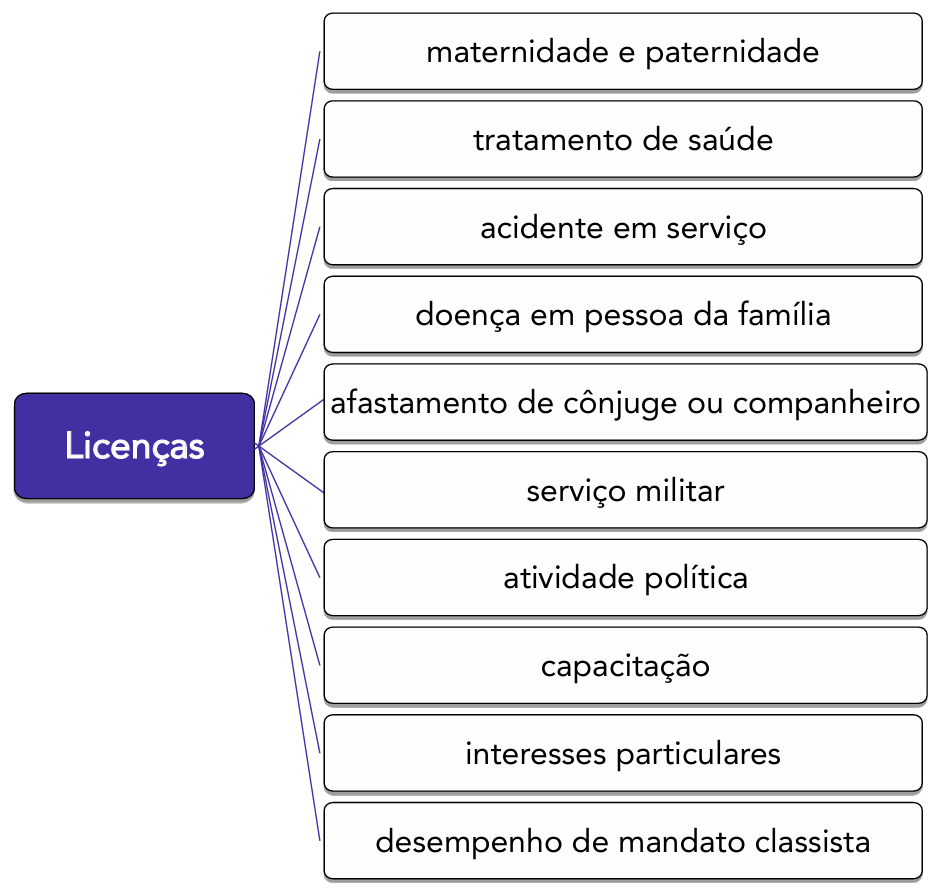 Licenças
maternidade e paternidade
tratamento de saúde
acidente em serviço
doença em pessoa da família
afastamento de cônjuge ou companheiro
serviço militar
atividade política
capacitação
interesses particulares
desempenho de mandato classista